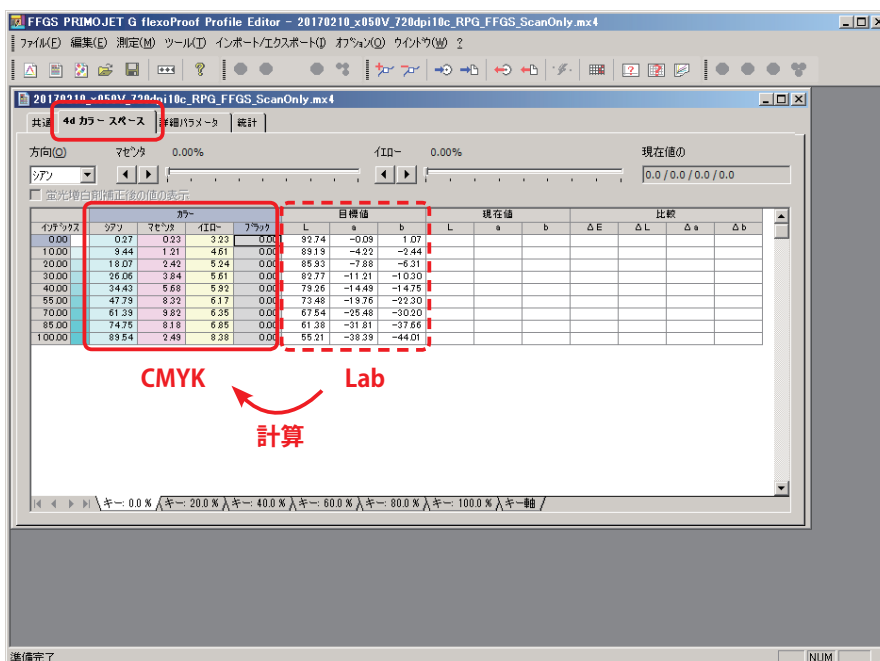 FFGS PRIMOJET G flexoProof Profile Editor - 20170210_x050V_720dpi10c_RPG_FFGS_ScanOnly.mx4
ファイル(F) 編集(E) 測定(M) ツール(T) インポート/エクスポート(I) オプション(O) ウインドウ(W) ?
20170210_x050V_720dpi10c_RPG_FFGS_ScanOnly.mx4
共通 4d カラー スペース 詳細パラメータ 統計
方向(O) マゼンタ 0.00% イエロー 0.00% 現在値の
シアン 0.0 / 0.0 / 0.0 / 0.0
蛍光増白剤補正後の値の表示
カラー 目標値 現在値 比較
インデックス シアン マゼンタ イエロー ブラック L a b L a b ΔE ΔL Δa Δb
0.00 0.27 0.23 3.23 0.00 92.74 -0.09 1.07
10.00 9.44 1.21 4.61 0.00 89.19 -4.22 -2.44
20.00 18.07 2.42 5.24 0.00 85.93 -7.88 -6.31
30.00 26.06 3.84 5.61 0.00 82.77 -11.21 -10.30
40.00 34.43 5.68 5.92 0.00 79.26 -14.49 -14.75
55.00 47.79 8.32 6.17 0.00 73.48 -19.76 -22.30
70.00 61.39 9.82 6.35 0.00 67.54 -25.48 -30.20
85.00 74.75 8.18 6.85 0.00 61.38 -31.81 -37.66
100.00 89.54 2.49 8.38 0.00 55.21 -38.39 -44.01
CMYK Lab
計算
キー: 0.0 % キー: 20.0 % キー: 40.0 % キー: 60.0 % キー: 80.0 % キー: 100.0 % キー軸
準備完了 NUM